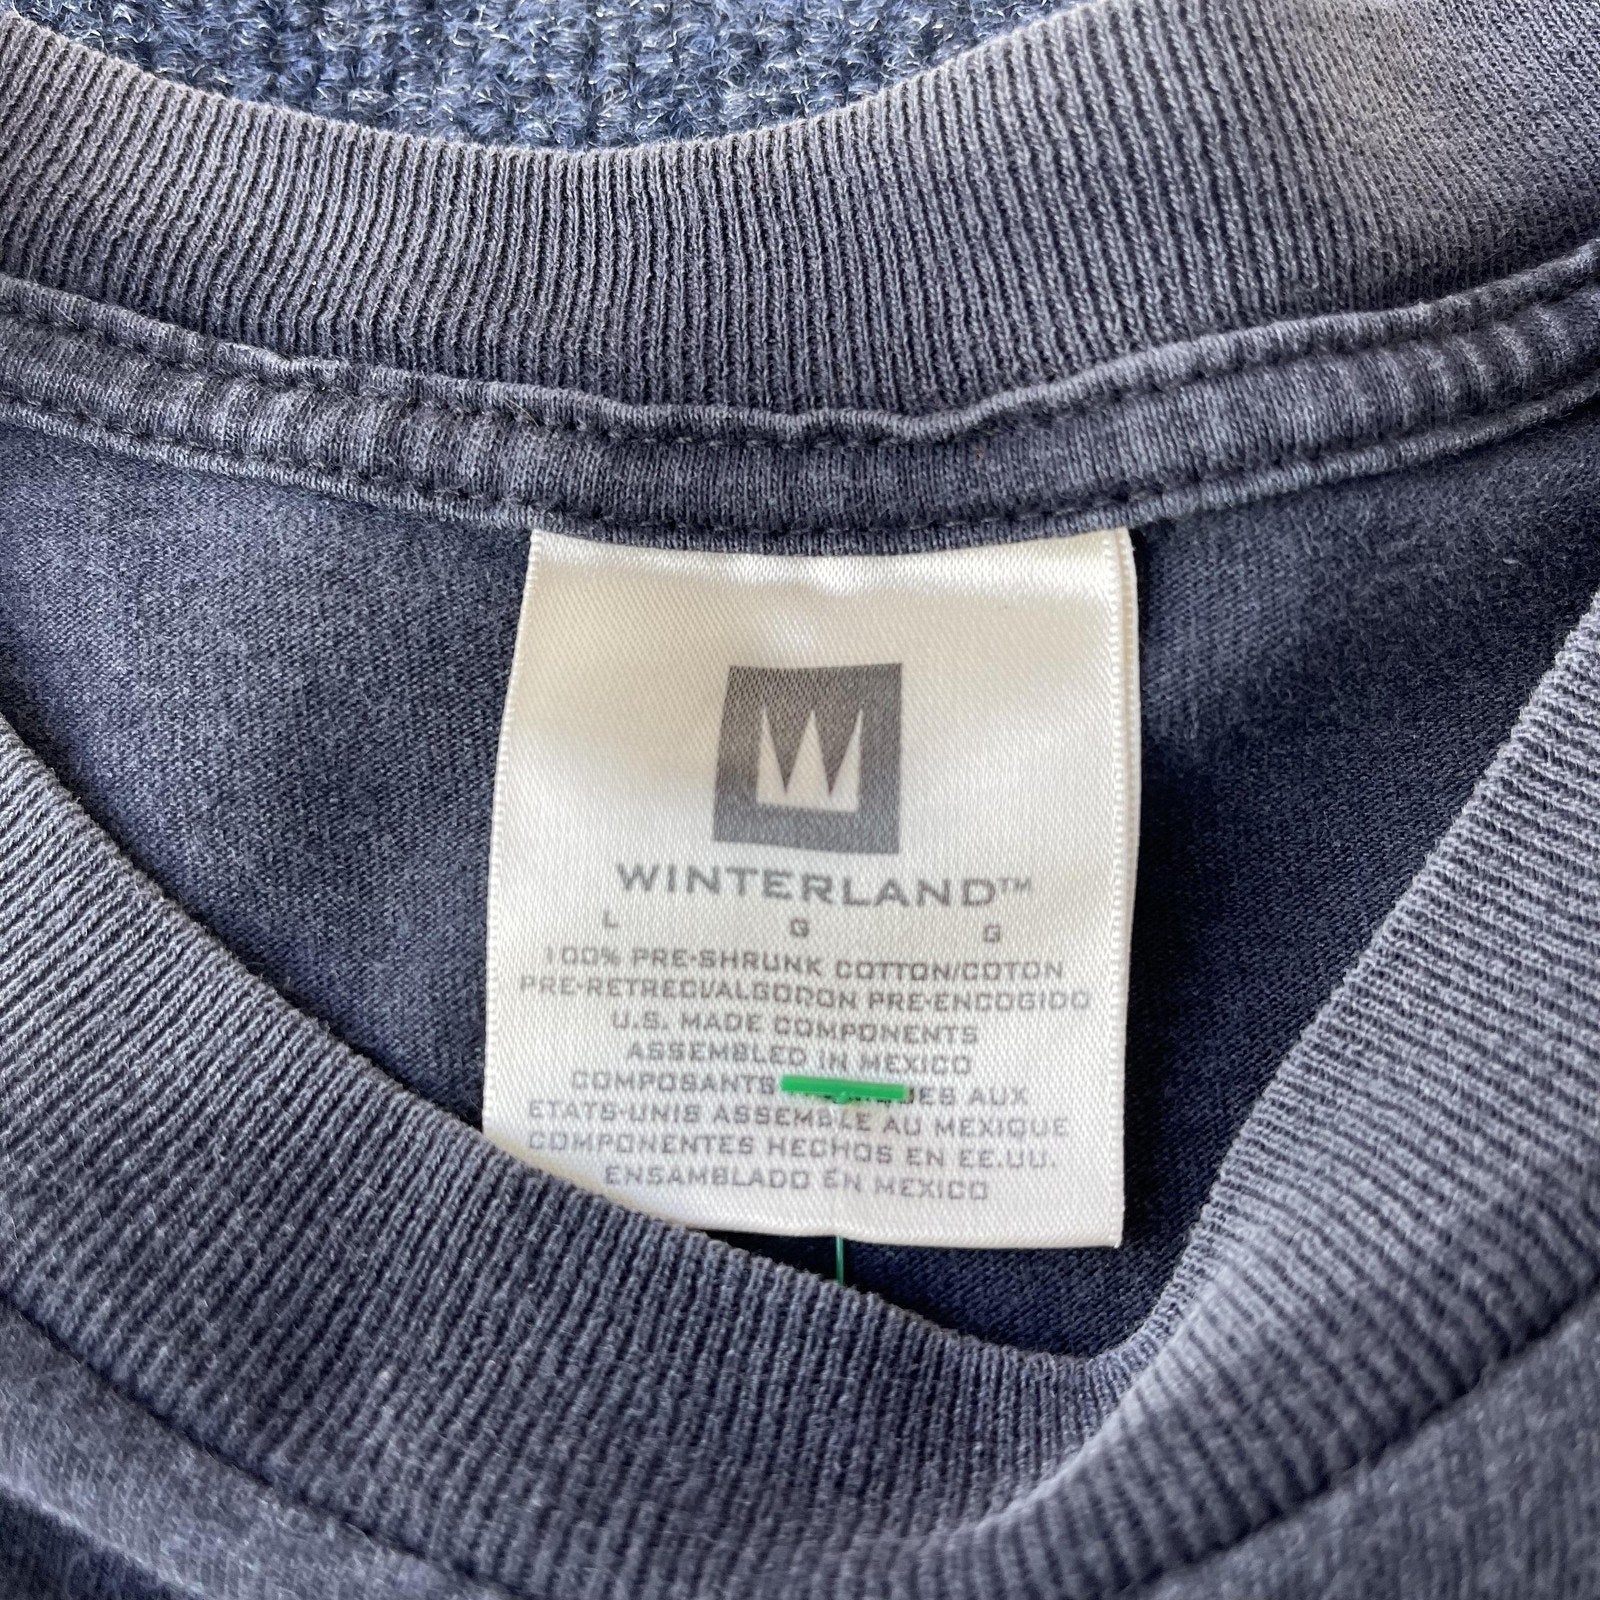 WINTERLAND™
L G G
100% PRE-SHRUNK COTTON/COTON
PRE-RETRECI/ALGODON PRE-ENCOGIDO
U.S. MADE COMPONENTS
ASSEMBLED IN MEXICO
COMPOSANTS AUX
ETATS-UNIS ASSEMBLE AU MEXIQUE
COMPONENTES HECHOS EN EE.UU.
ENSAMBLADO EN MEXICO